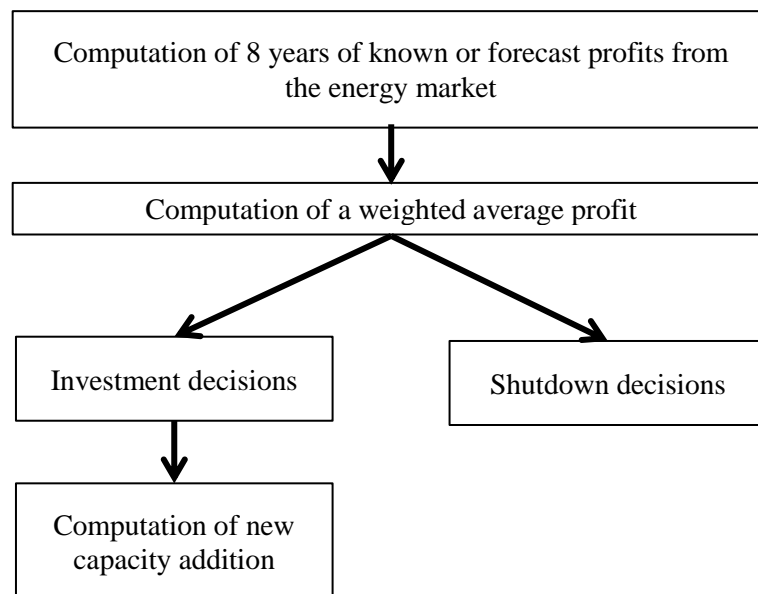 Computation of 8 years of known or forecast profits from
the energy market
Computation of a weighted average profit
Investment decisions
Shutdown decisions
Computation of new
capacity addition